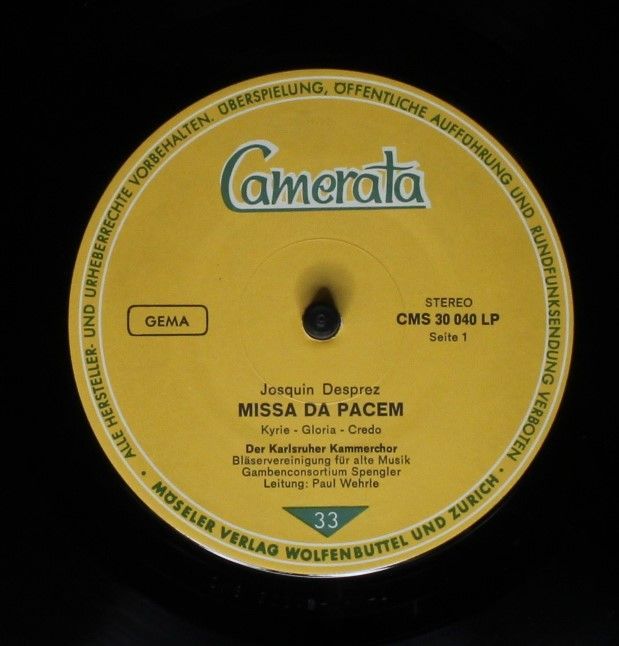 ALLE HERSTELLER- UND URHEBERRECHTE VORBEHALTEN. ÜBERSPIELUNG, ÖFFENTLICHE AUFFÜHRUNG UND RUNDFUNKSENDUNG VERBOTEN
Camerata
GEMA
STEREO
CMS 30 040 LP
Seite 1
Josquin Desprez
MISSA DA PACEM
Kyrie - Gloria - Credo
Der Karlsruher Kammerchor
Bläservereinigung für alte Musik
Gambenconsortium Spengler
Leitung: Paul Wehrle
33
• MÖSELER VERLAG WOLFENBÜTTEL UND ZÜRICH •